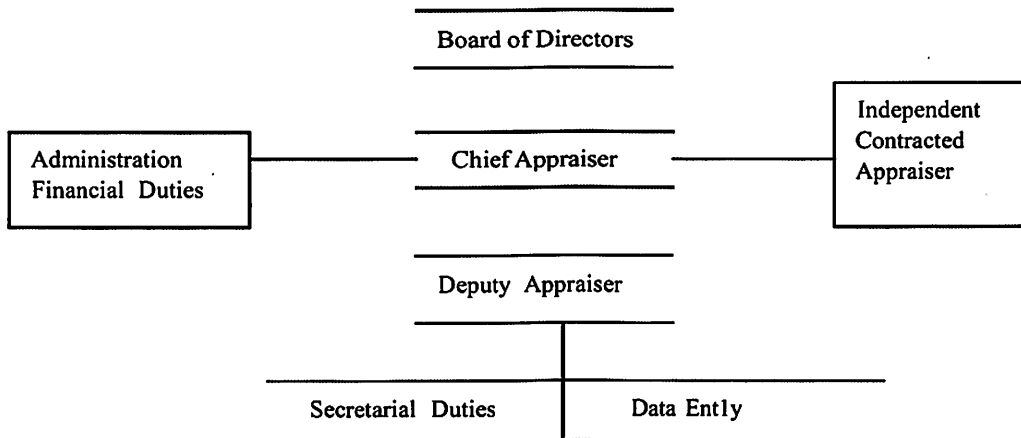 Board of Directors
Independent
Contracted
Appraiser
Administration
Financial Duties
Chief Appraiser
Deputy Appraiser
Secretarial Duties
Data Ently